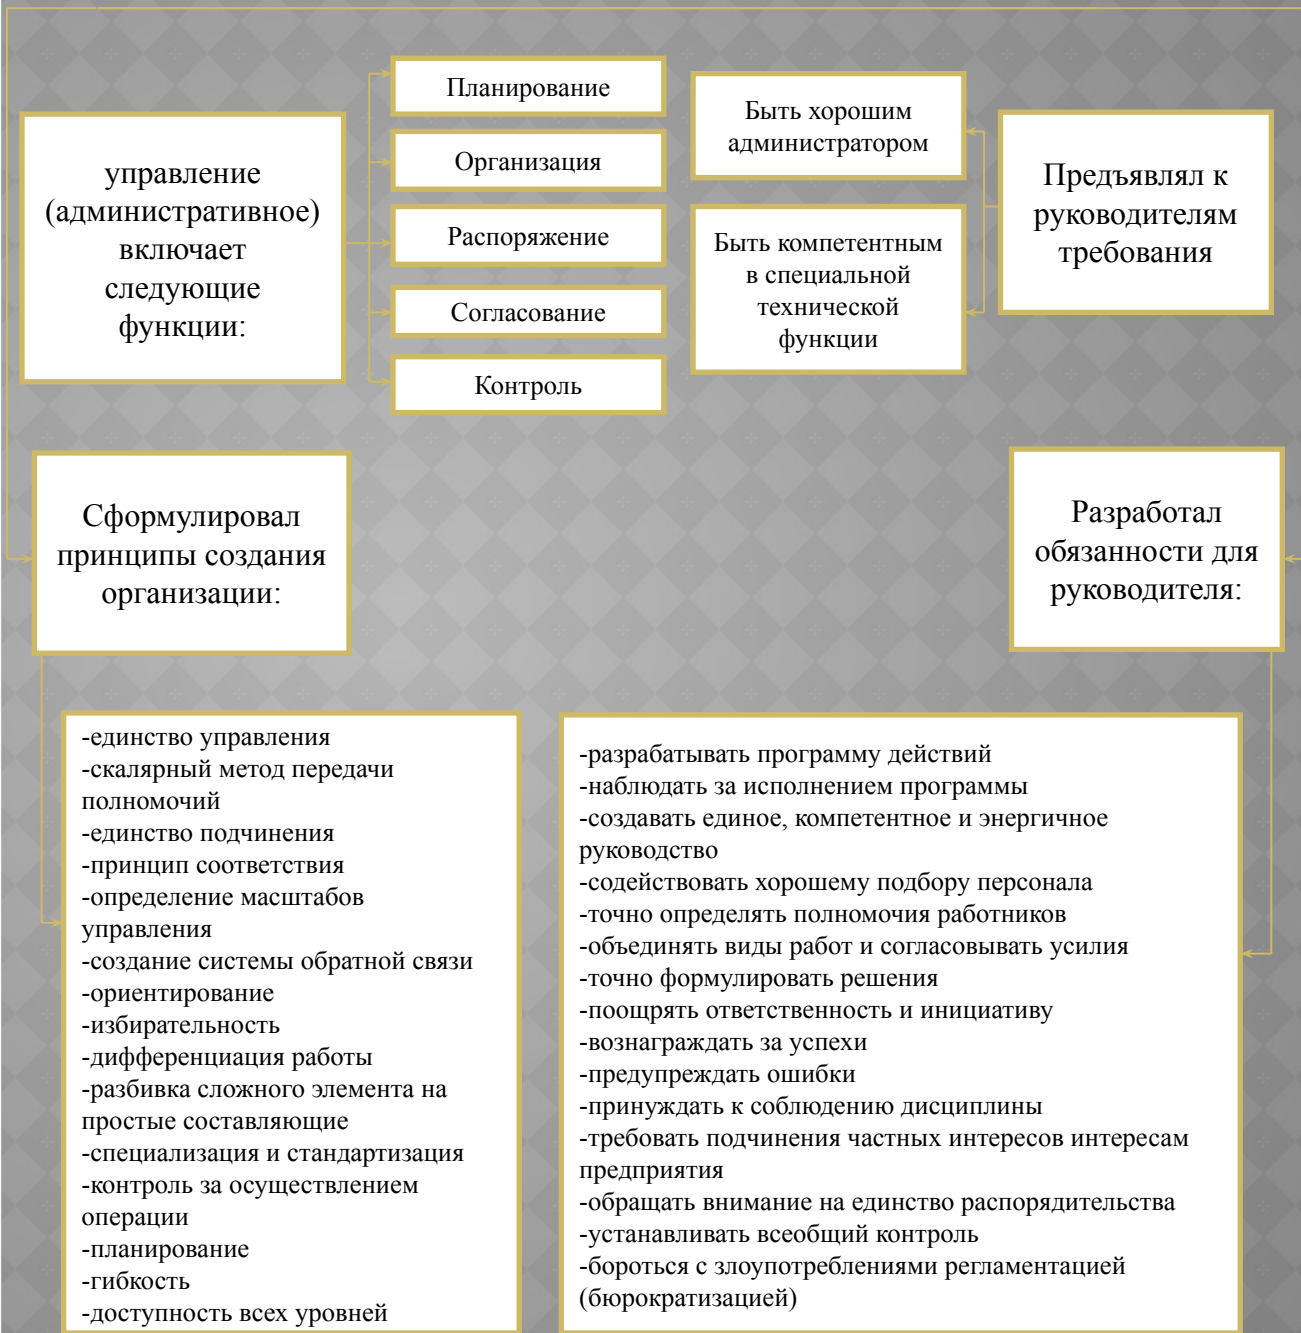 управление
(административное)
включает
следующие
функции:
Планирование
Организация
Распоряжение
Согласование
Контроль
Быть хорошим
администратором
Быть компетентным
в специальной
технической
функции
Предъявлял к
руководителям
требования
Сформулировал
принципы создания
организации:
Разработал
обязанности для
руководителя:
-единство управления
-скалярный метод передачи
полномочий
-единство подчинения
-принцип соответствия
-определение масштабов
управления
-создание системы обратной связи
-ориентирование
-избирательность
-дифференциация работы
-разбивка сложного элемента на
простые составляющие
-специализация и стандартизация
-контроль за осуществлением
операции
-планирование
-гибкость
-доступность всех уровней
-разрабатывать программу действий
-наблюдать за исполнением программы
-создавать единое, компетентное и энергичное
руководство
-содействовать хорошему подбору персонала
-точно определять полномочия работников
-объединять виды работ и согласовывать усилия
-точно формулировать решения
-поощрять ответственность и инициативу
-вознаграждать за успехи
-предупреждать ошибки
-принуждать к соблюдению дисциплины
-требовать подчинения частных интересов интересам
предприятия
-обращать внимание на единство распорядительства
-устанавливать всеобщий контроль
-бороться с злоупотреблениями регламентацией
(бюрократизацией)